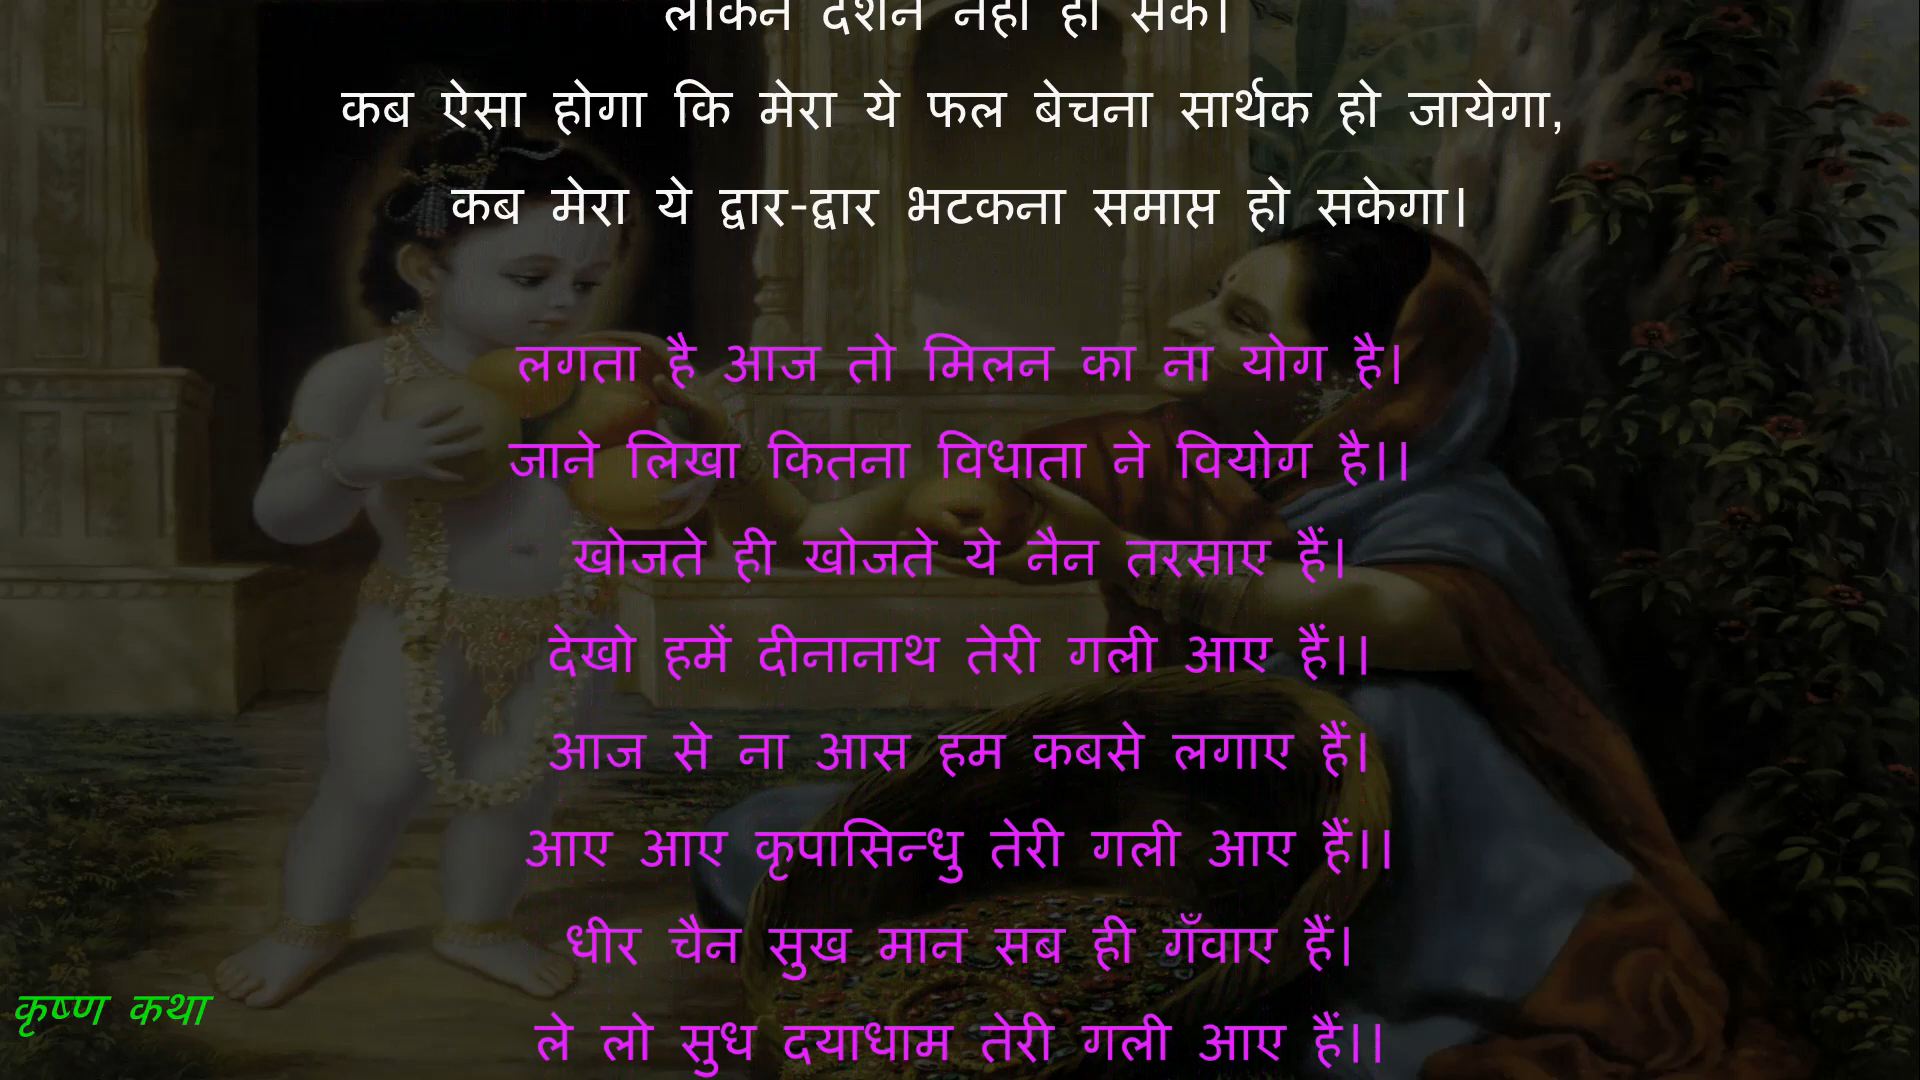 लेकिन दर्शन नहीं हो सके।
कब ऐसा होगा कि मेरा ये फल बेचना सार्थक हो जायेगा,
कब मेरा ये द्वार-द्वार भटकना समाप्त हो सकेगा।
लगता है आज तो मिलन का ना योग है।
जाने लिखा कितना विधाता ने वियोग है।।
खोजते ही खोजते ये नैन तरसाए हैं।
देखो हमें दीनानाथ तेरी गली आए हैं।।
आज से ना आस हम कबसे लगाए हैं।
आए आए कृपासिन्धु तेरी गली आए हैं।।
धीर चैन सुख मान सब ही गँवाए हैं।
ले लो सुध दयाधाम तेरी गली आए हैं।।
कृष्ण कथा